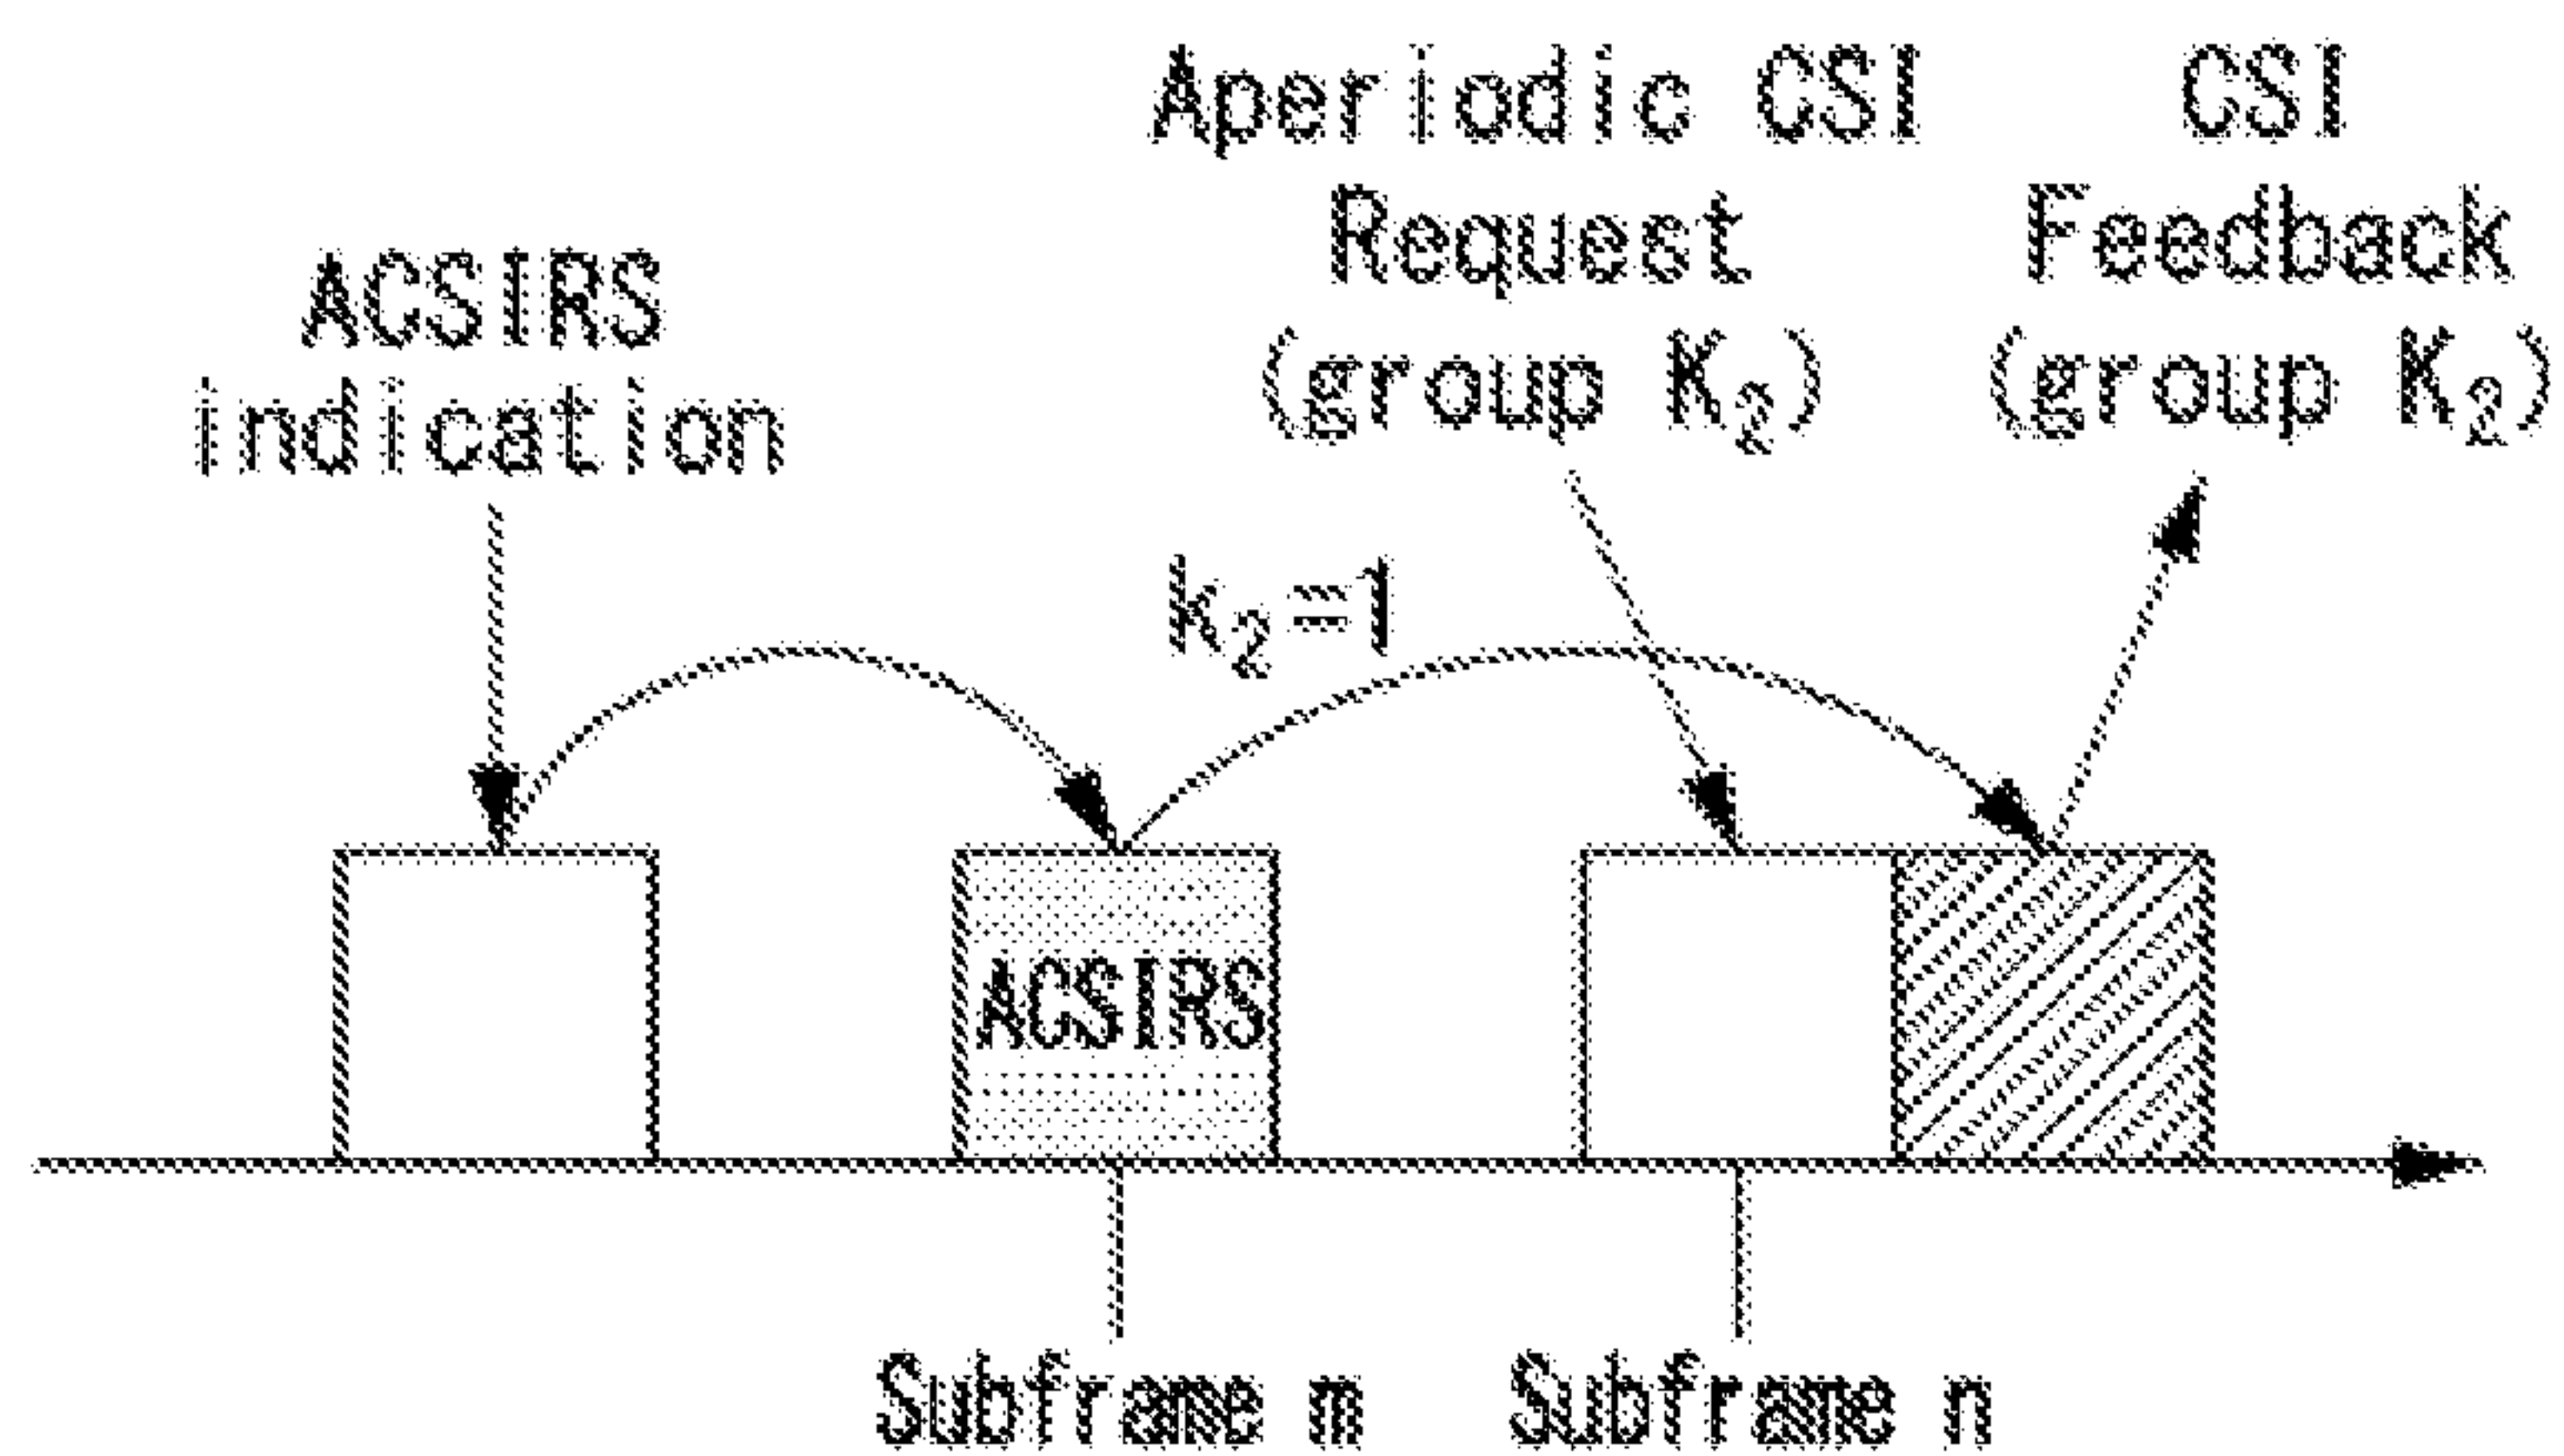 ACSIRS
indication
Aperiodic CSI
Request
(group K₂)
CSI
Feedback
(group K₂)
K₂=1
ACSIRS
Subframe m
Subframe n